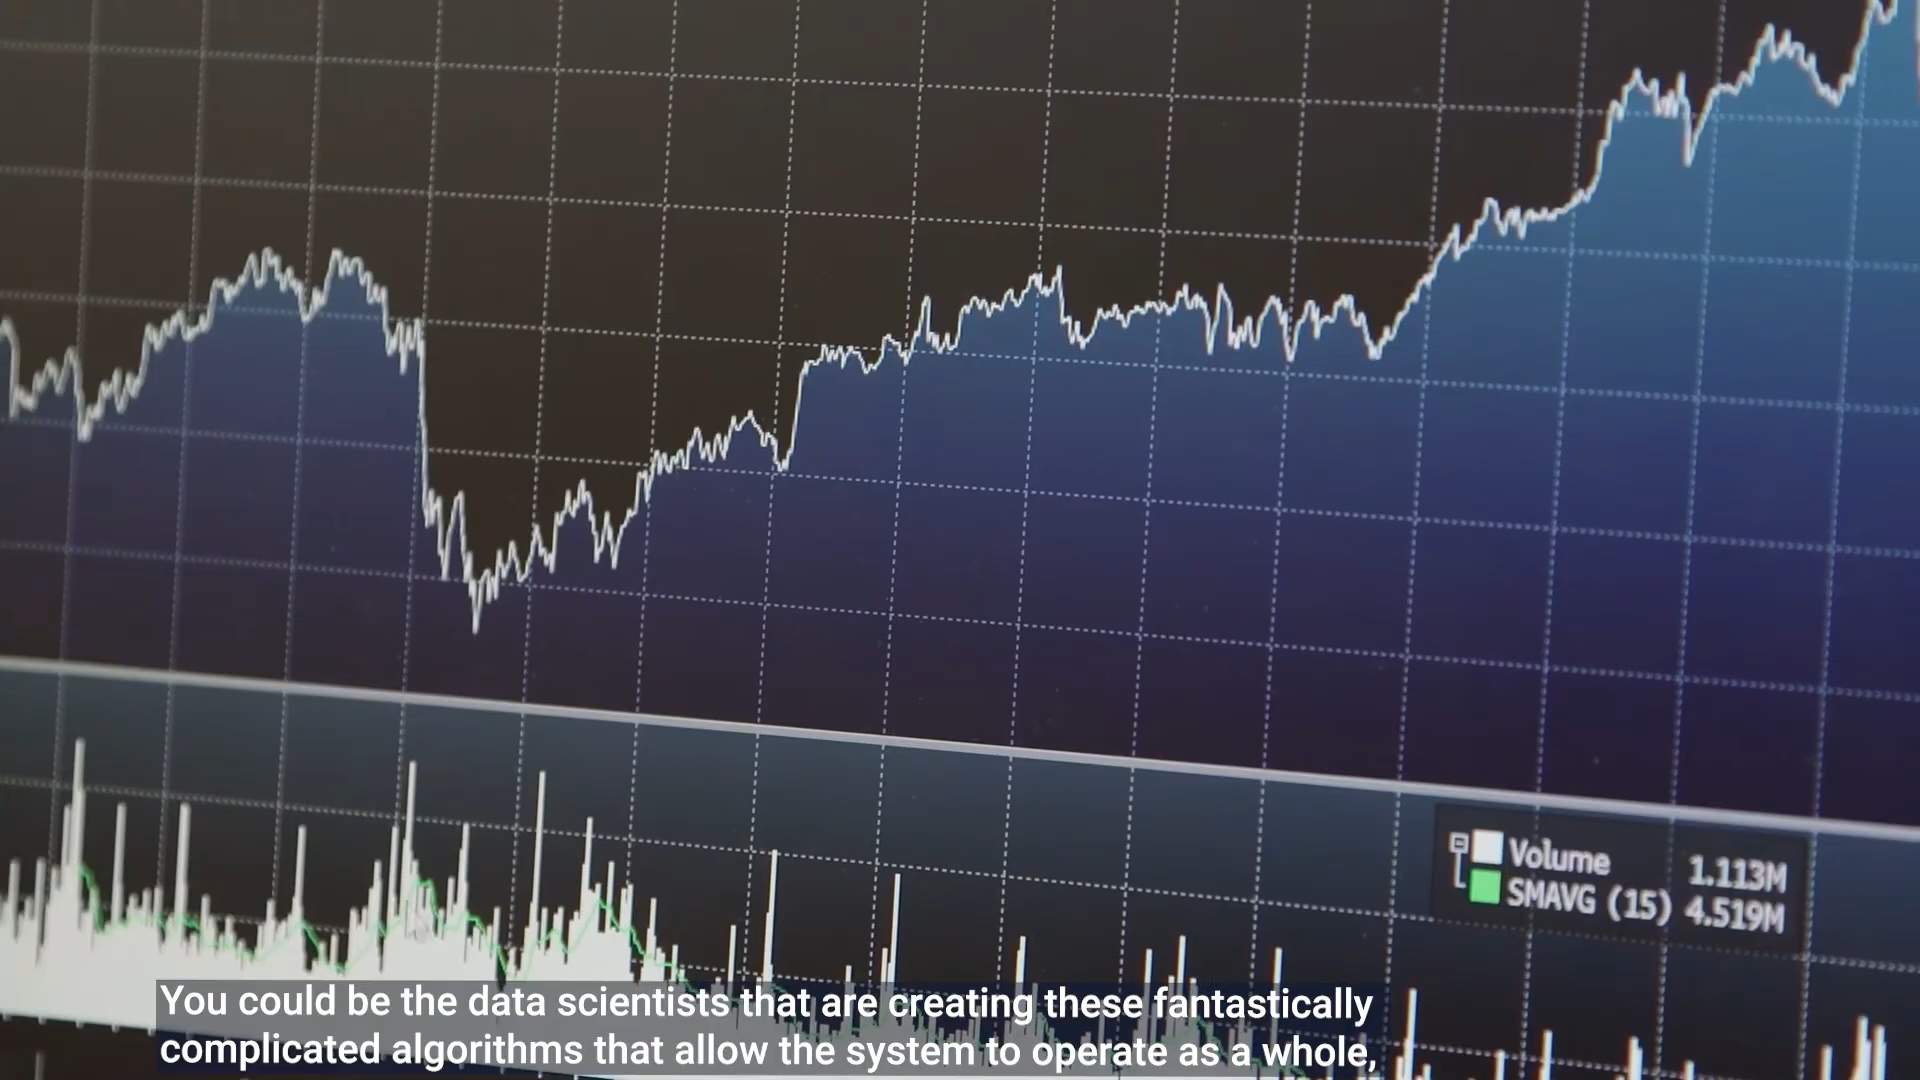 Volume 1.113M
SMAVG (15) 4.519M
You could be the data scientists that are creating these fantastically
complicated algorithms that allow the system to operate as a whole,